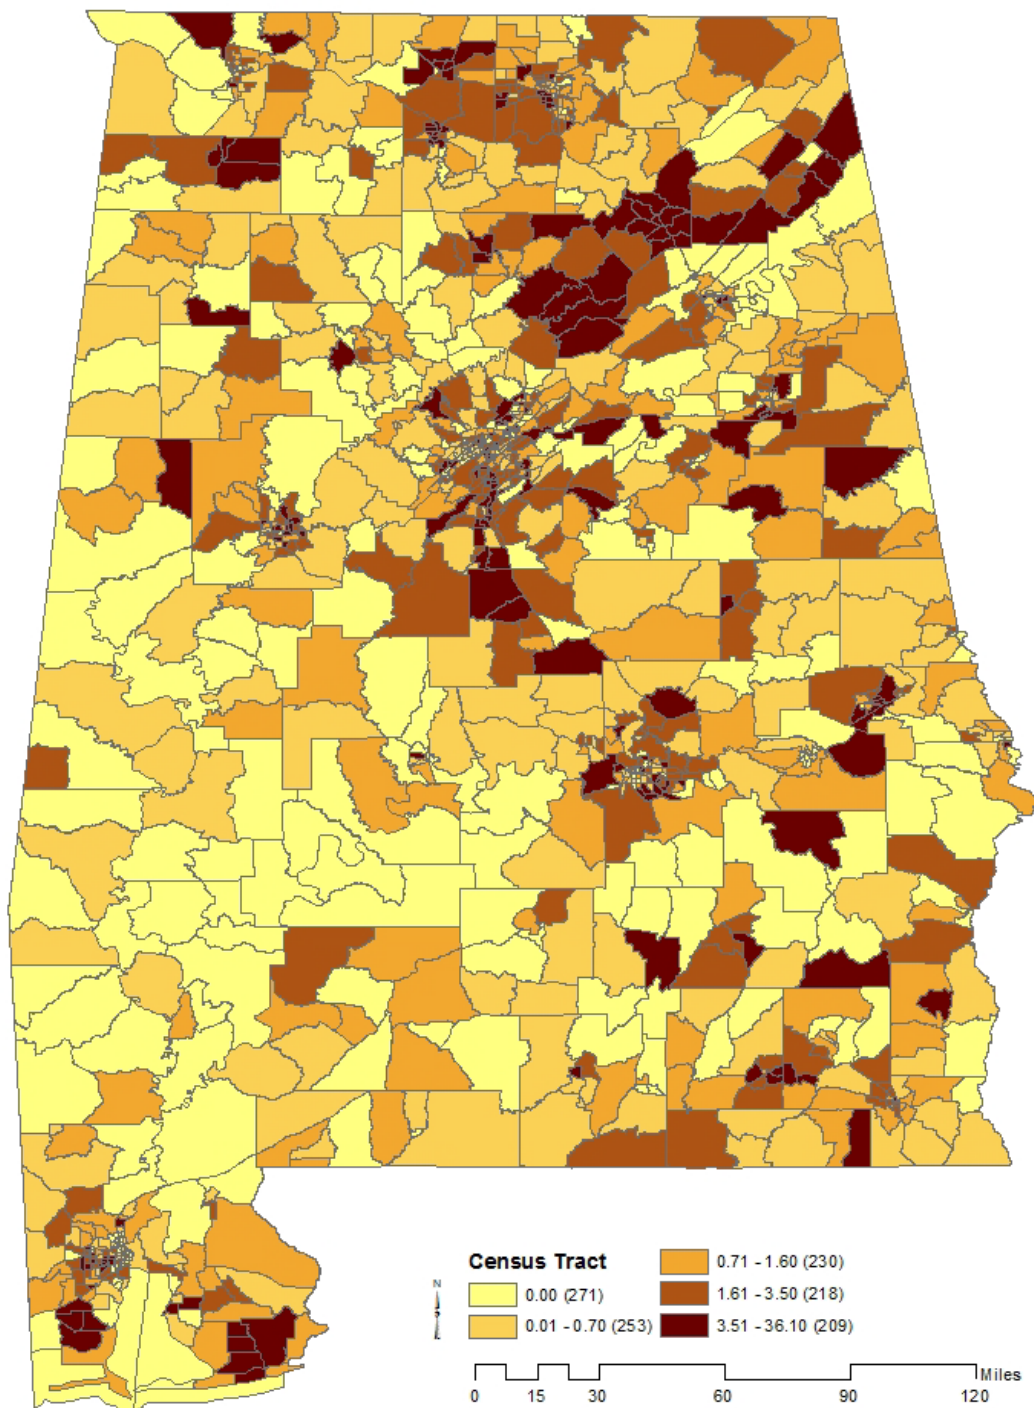 Census Tract
N
0.00 (271)
0.01 - 0.70 (253)
0.71 - 1.60 (230)
1.61 - 3.50 (218)
3.51 - 36.10 (209)
Miles
0 15 30 60 90 120